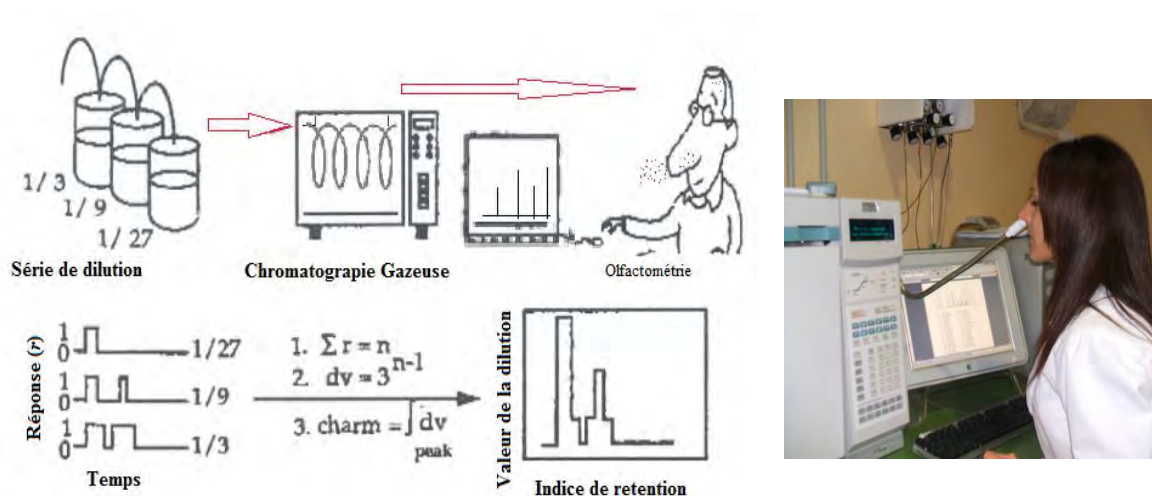 1/3
1/9
1/27
Série de dilution
Chromatograpie Gazeuse
Olfactométrie
Réponse (r)
1
0
1/27
1
0
1/9
1
0
1/3
Temps
1. ∑ r = n
2. dv = 3^n-1
3. charm = ∫ dv
peak
Valeur de la dilution
Indice de retention